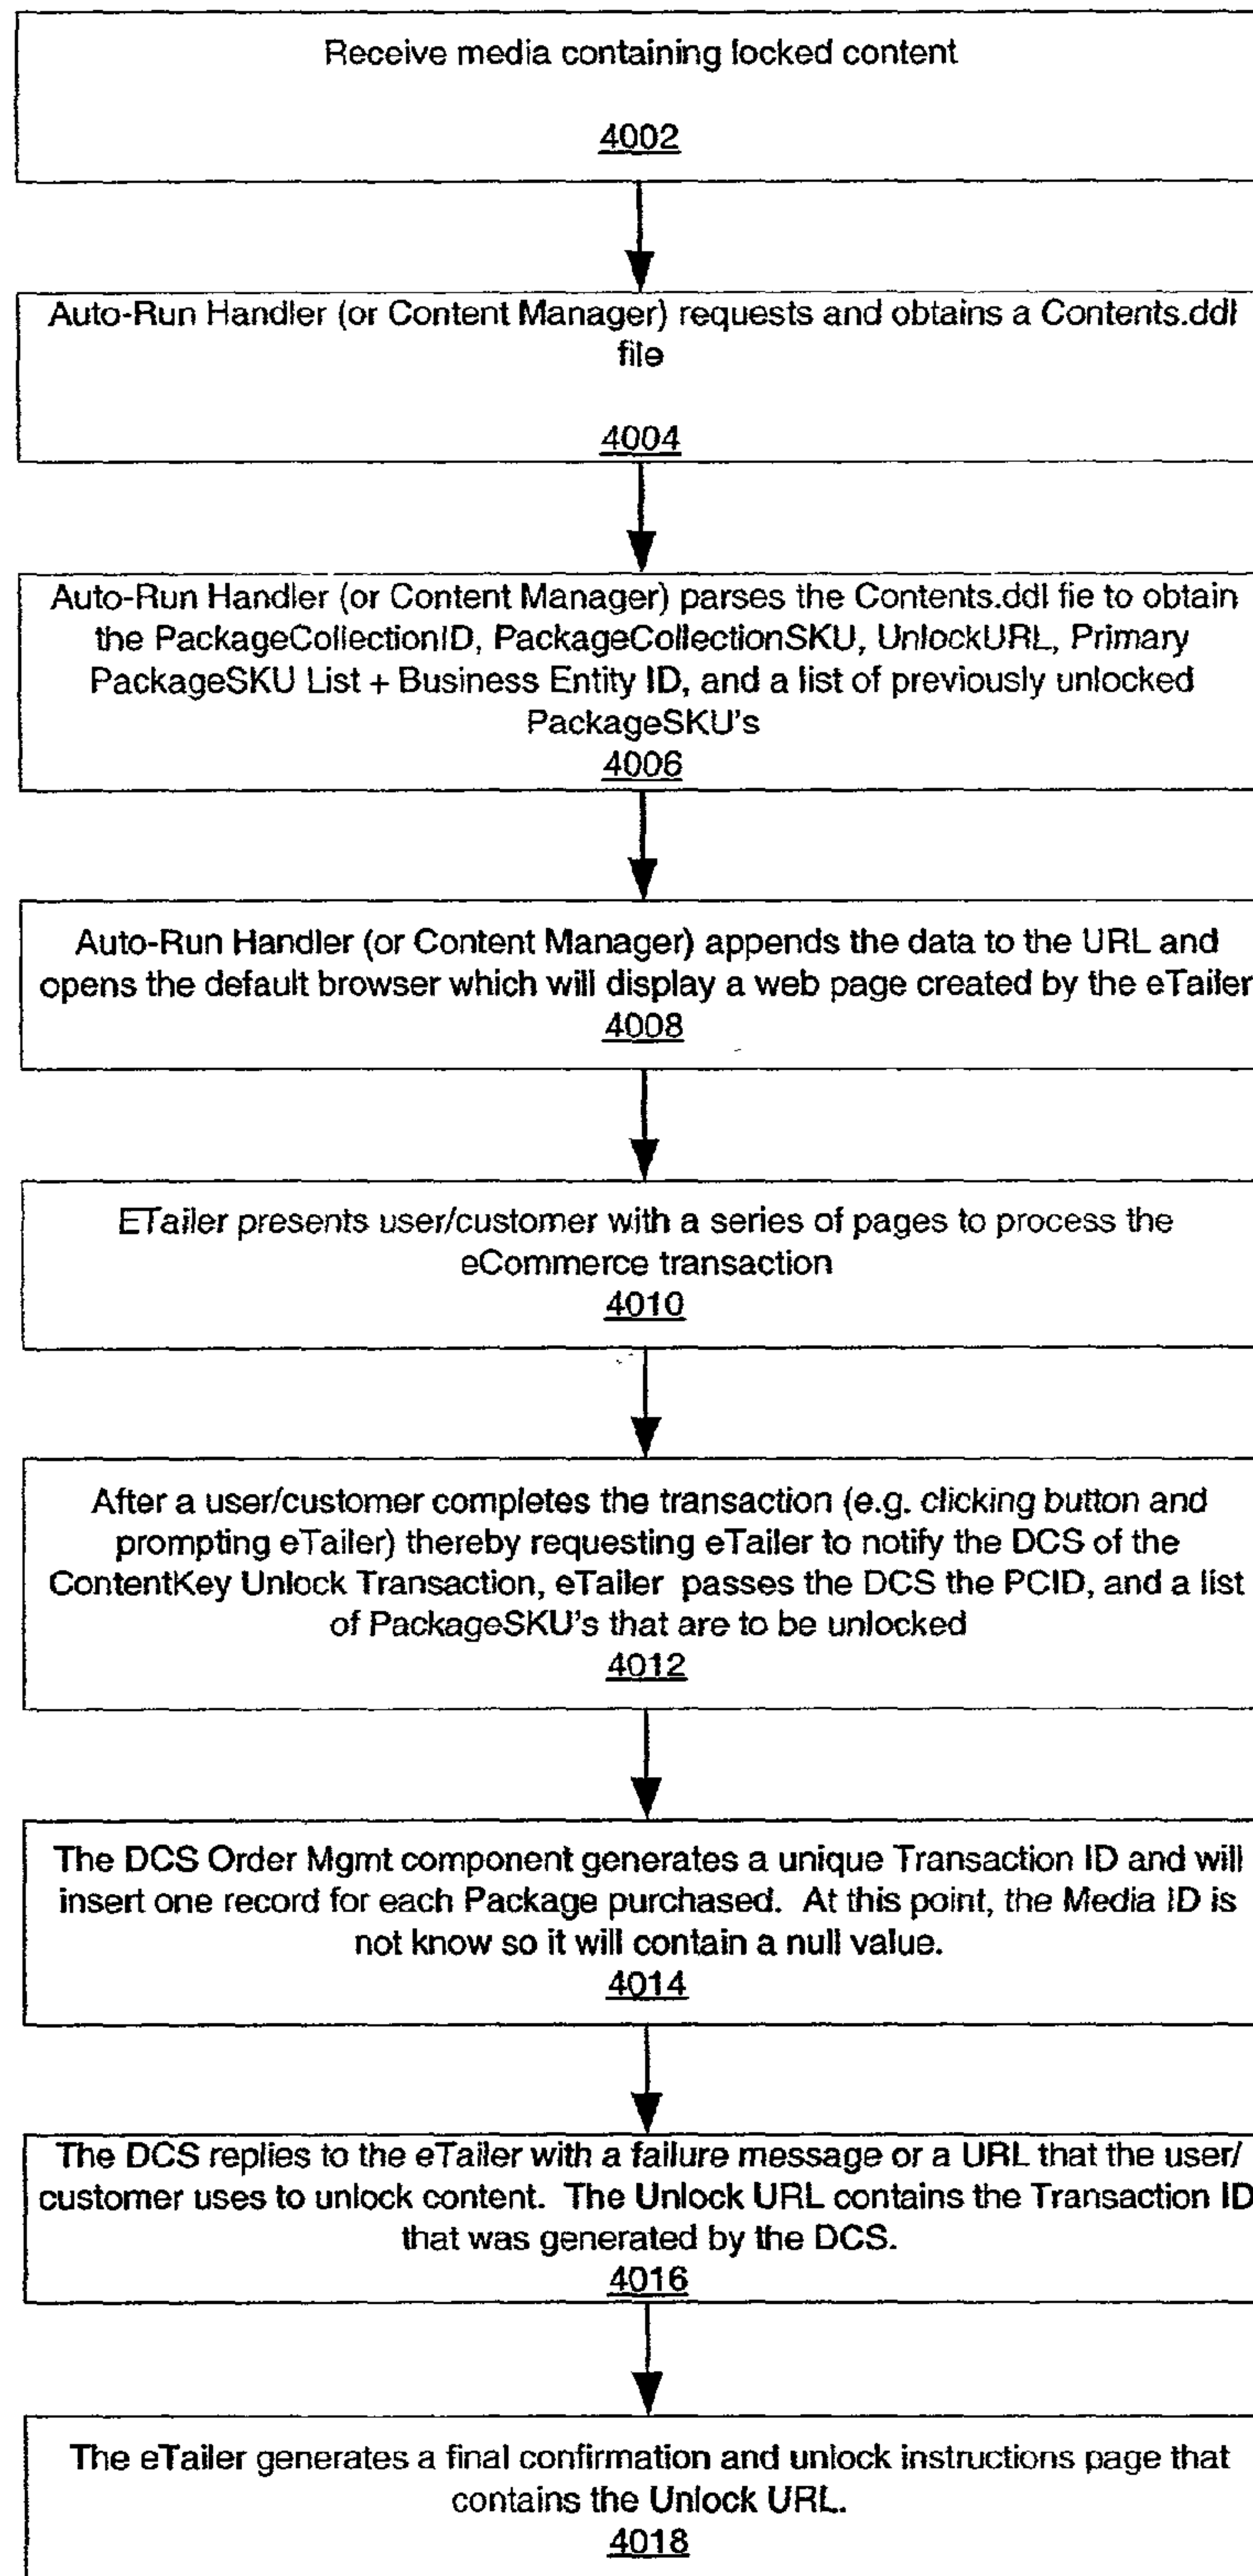 Receive media containing locked content
4002
Auto-Run Handler (or Content Manager) requests and obtains a Contents.ddl
file
4004
Auto-Run Handler (or Content Manager) parses the Contents.ddl fie to obtain
the PackageCollectionID, PackageCollectionSKU, UnlockURL, Primary
PackageSKU List + Business Entity ID, and a list of previously unlocked
PackageSKU's
4006
Auto-Run Handler (or Content Manager) appends the data to the URL and
opens the default browser which will display a web page created by the eTailer
4008
ETailer presents user/customer with a series of pages to process the
eCommerce transaction
4010
After a user/customer completes the transaction (e.g. clicking button and
prompting eTailer) thereby requesting eTailer to notify the DCS of the
ContentKey Unlock Transaction, eTailer passes the DCS the PCID, and a list
of PackageSKU's that are to be unlocked
4012
The DCS Order Mgmt component generates a unique Transaction ID and will
insert one record for each Package purchased. At this point, the Media ID is
not know so it will contain a null value.
4014
The DCS replies to the eTailer with a failure message or a URL that the user/
customer uses to unlock content. The Unlock URL contains the Transaction ID
that was generated by the DCS.
4016
The eTailer generates a final confirmation and unlock instructions page that
contains the Unlock URL.
4018